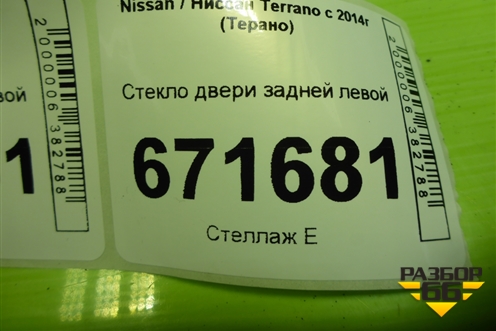 Nissan / Ниссан Terrano с 2014г
(Терано)
Стекло двери задней левой
671681
Стеллаж Е
2000006382788
вой
1
2000006382788
РАЗБОР
66